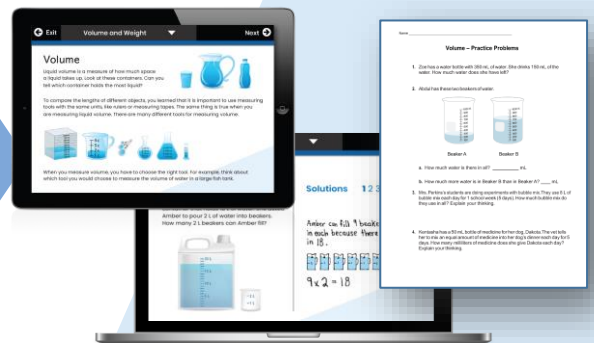 Exit
Volume and Weight
Next
Volume
Liquid volume is a measure of how much space
a liquid takes up. Look at these containers. Can you
tell which container holds the most liquid?
To compare the lengths of different objects, you learned that it is important to use measuring
tools with the same units, like rulers or measuring tapes. The same thing is true when you
are measuring liquid volume. There are many different tools for measuring volume.
When you measure volume, you have to choose the right tool. For example, think about
which tool you would choose to measure the volume of water in a large fish tank.
Amber to pour 2 L of water into beakers.
How many 2 L beakers can Amber fill?
Solutions 1 2 3
Amber can fill 9 beake
in each because there
in 18.
9 x 2 = 18
Name
Volume – Practice Problems
1. Zoe has a water bottle with 350 mL of water. She drinks 150 mL of the
water. How much water does she have left?
2. Abdul has these two beakers of water.
Beaker A
Beaker B
a. How much water is there in all? mL
b. How much more water is in Beaker B than in Beaker A? mL
3. Mrs. Perkins's students are doing experiments with bubble mix. They use 8 L of
bubble mix each day for 1 school week (5 days). How much bubble mix do
they use in all? Explain your thinking.
4. has a 50 mL bottle of medicine for her dog, Dakota. The vet tells
her to mix an equal amount of medicine into her dog's dinner each day for 5
days. How many milliliters of medicine does she give Dakota each day?
Explain your thinking.